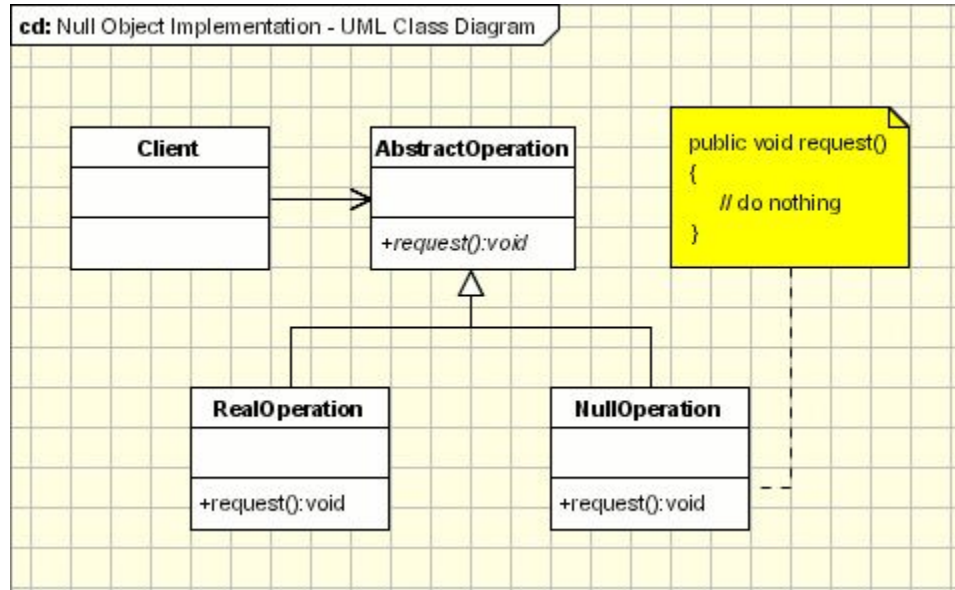 cd: Null Object Implementation - UML Class Diagram
Client
AbstractOperation
+request():void
public void request()
{
// do nothing
}
RealOperation
+request():void
NullOperation
+request():void